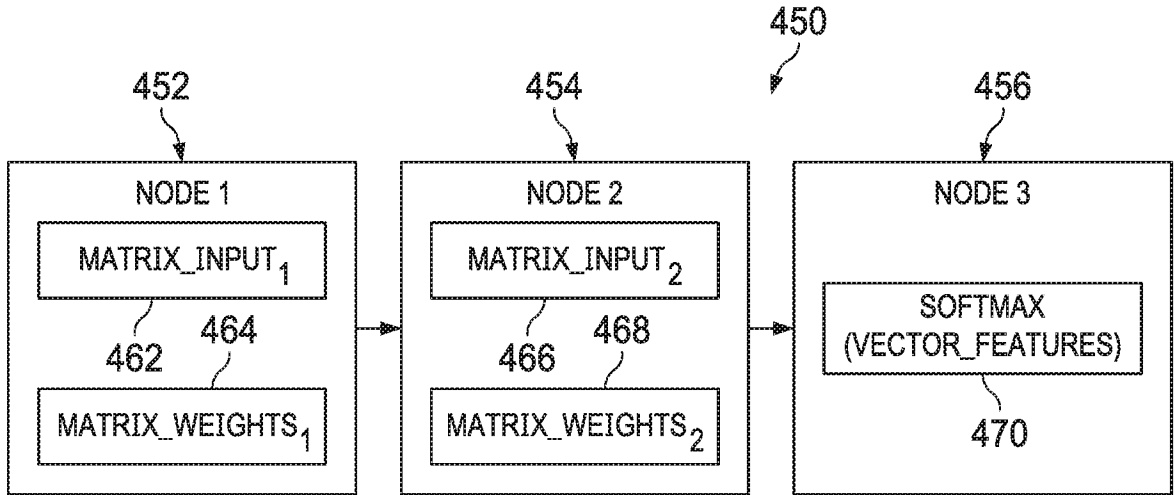 450
452
454
456
NODE 1
MATRIX_INPUT₁
462
464
MATRIX_WEIGHTS₁
NODE 2
MATRIX_INPUT₂
466
468
MATRIX_WEIGHTS₂
NODE 3
SOFTMAX
(VECTOR_FEATURES)
470